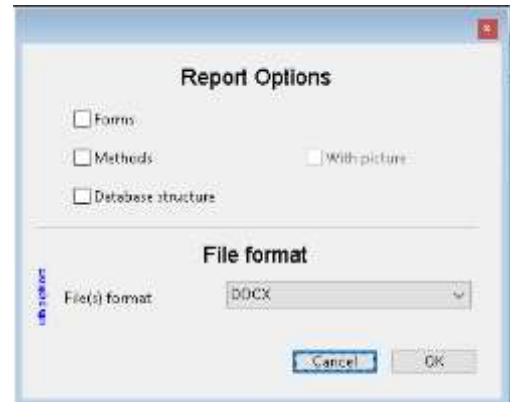 Report Options
Forms
Methods
With picture
Database structure
File format
File(s) format
DOCX
Cancel
OK